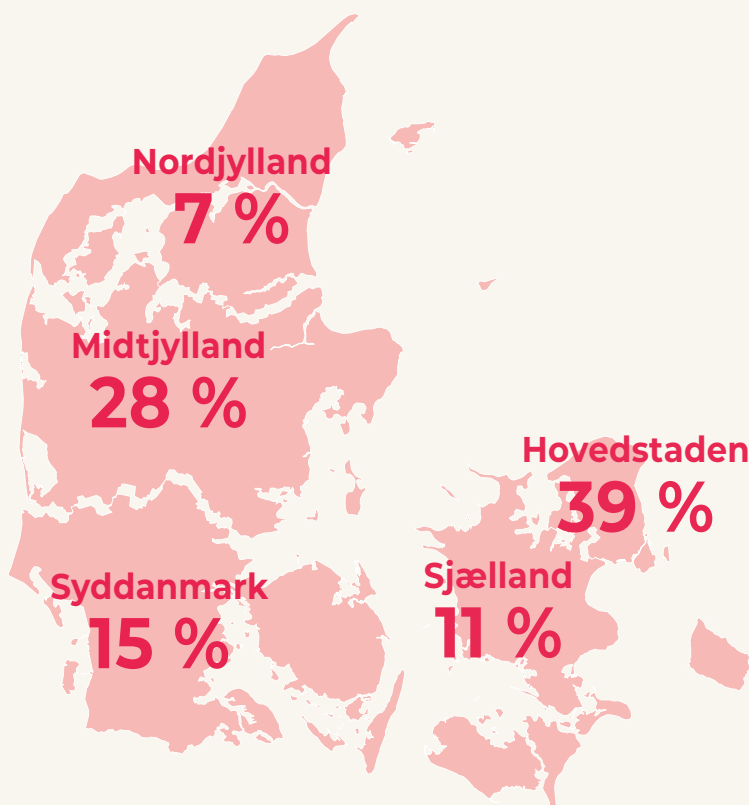 Nordjylland
7 %
Midtjylland
28 %
Hovedstaden
39 %
Sjælland
11 %
Syddanmark
15 %